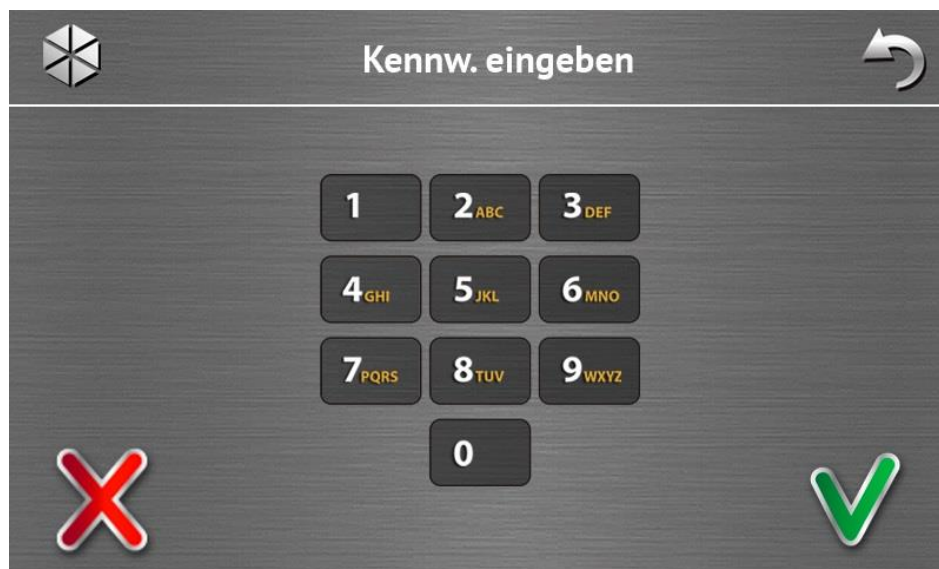 Kennw. eingeben
1 2ABC 3DEF
4GHI 5JKL 6MNO
7PQRS 8TUV 9WXYZ
0